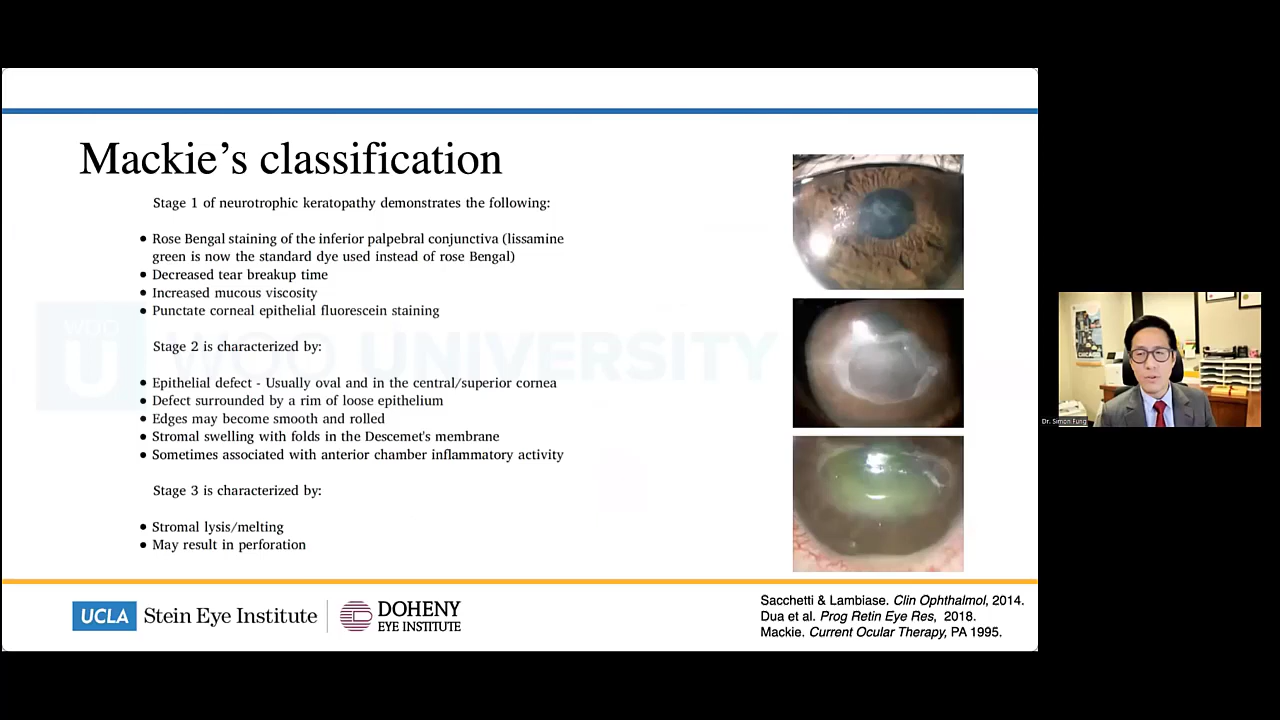 Mackie's classification
Stage 1 of neurotrophic keratopathy demonstrates the following:
● Rose Bengal staining of the inferior palpebral conjunctiva (lissamine
green is now the standard dye used instead of rose Bengal)
● Decreased tear breakup time
● Increased mucous viscosity
● Punctate corneal epithelial fluorescein staining
WOO
U
WOO UNIVERSITY
Stage 2 is characterized by:
● Epithelial defect - Usually oval and in the central/superior cornea
● Defect surrounded by a rim of loose epithelium
● Edges may become smooth and rolled
● Stromal swelling with folds in the Descemet's membrane
● Sometimes associated with anterior chamber inflammatory activity
Stage 3 is characterized by:
● Stromal lysis/melting
● May result in perforation
UCLA Stein Eye Institute
DOHENY
EYE INSTITUTE
Sacchetti & Lambiase. Clin Ophthalmol, 2014.
Dua et al. Prog Retin Eye Res, 2018.
Mackie. Current Ocular Therapy, PA 1995.
Dr. Simon Fung